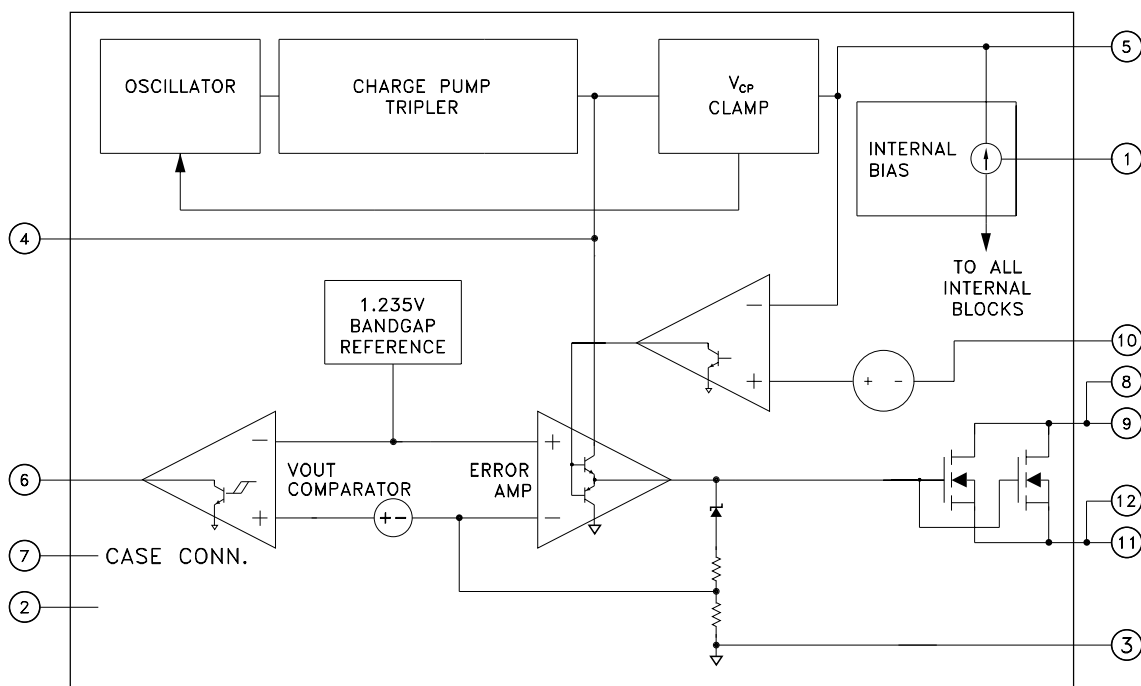 OSCILLATOR
CHARGE PUMP
TRIPLER
VCP
CLAMP
5
INTERNAL
BIAS
1
4
TO ALL
INTERNAL
BLOCKS
1.235V
BANDGAP
REFERENCE
−
+
+ -
10
8
9
6
−
+
VOUT
COMPARATOR
+-
ERROR
AMP
+
−
12
11
7
CASE CONN.
2
3